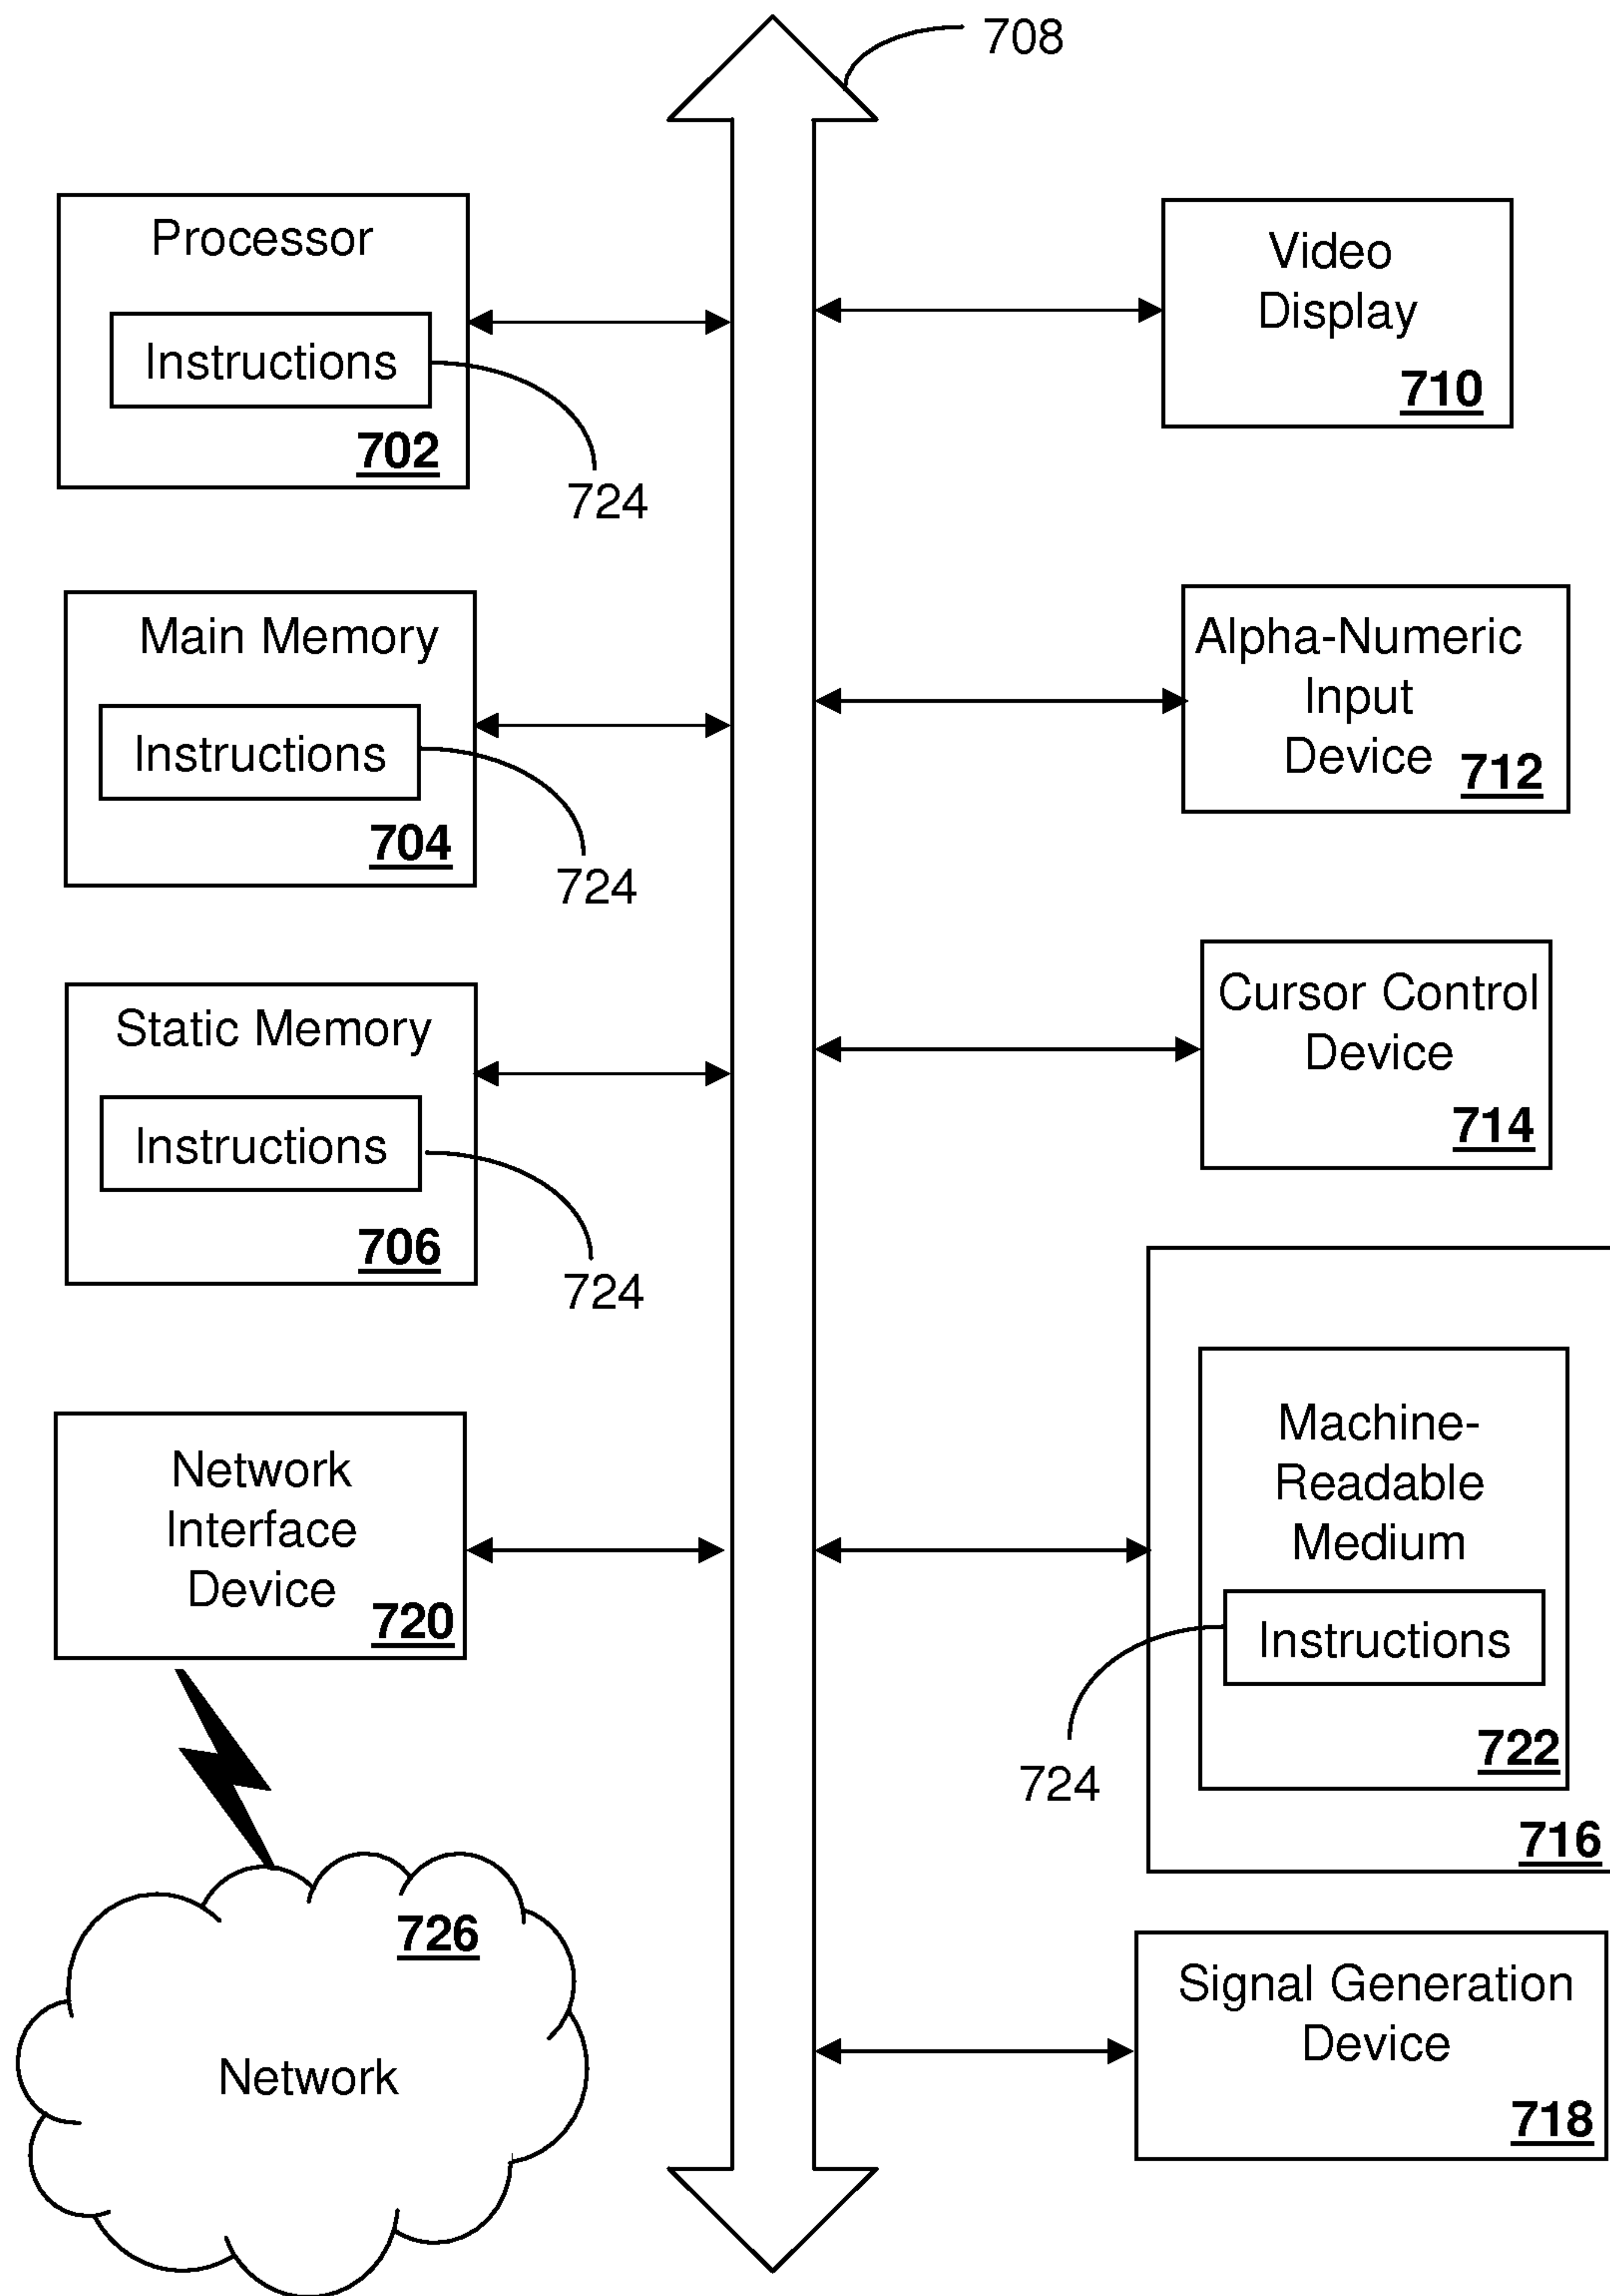 708
Processor
Instructions
702
724
Main Memory
Instructions
704
724
Static Memory
Instructions
706
724
Network
Interface
Device
720
726
Network
Video
Display
710
Alpha-Numeric
Input
Device
712
Cursor Control
Device
714
Machine-
Readable
Medium
Instructions
722
724
716
Signal Generation
Device
718